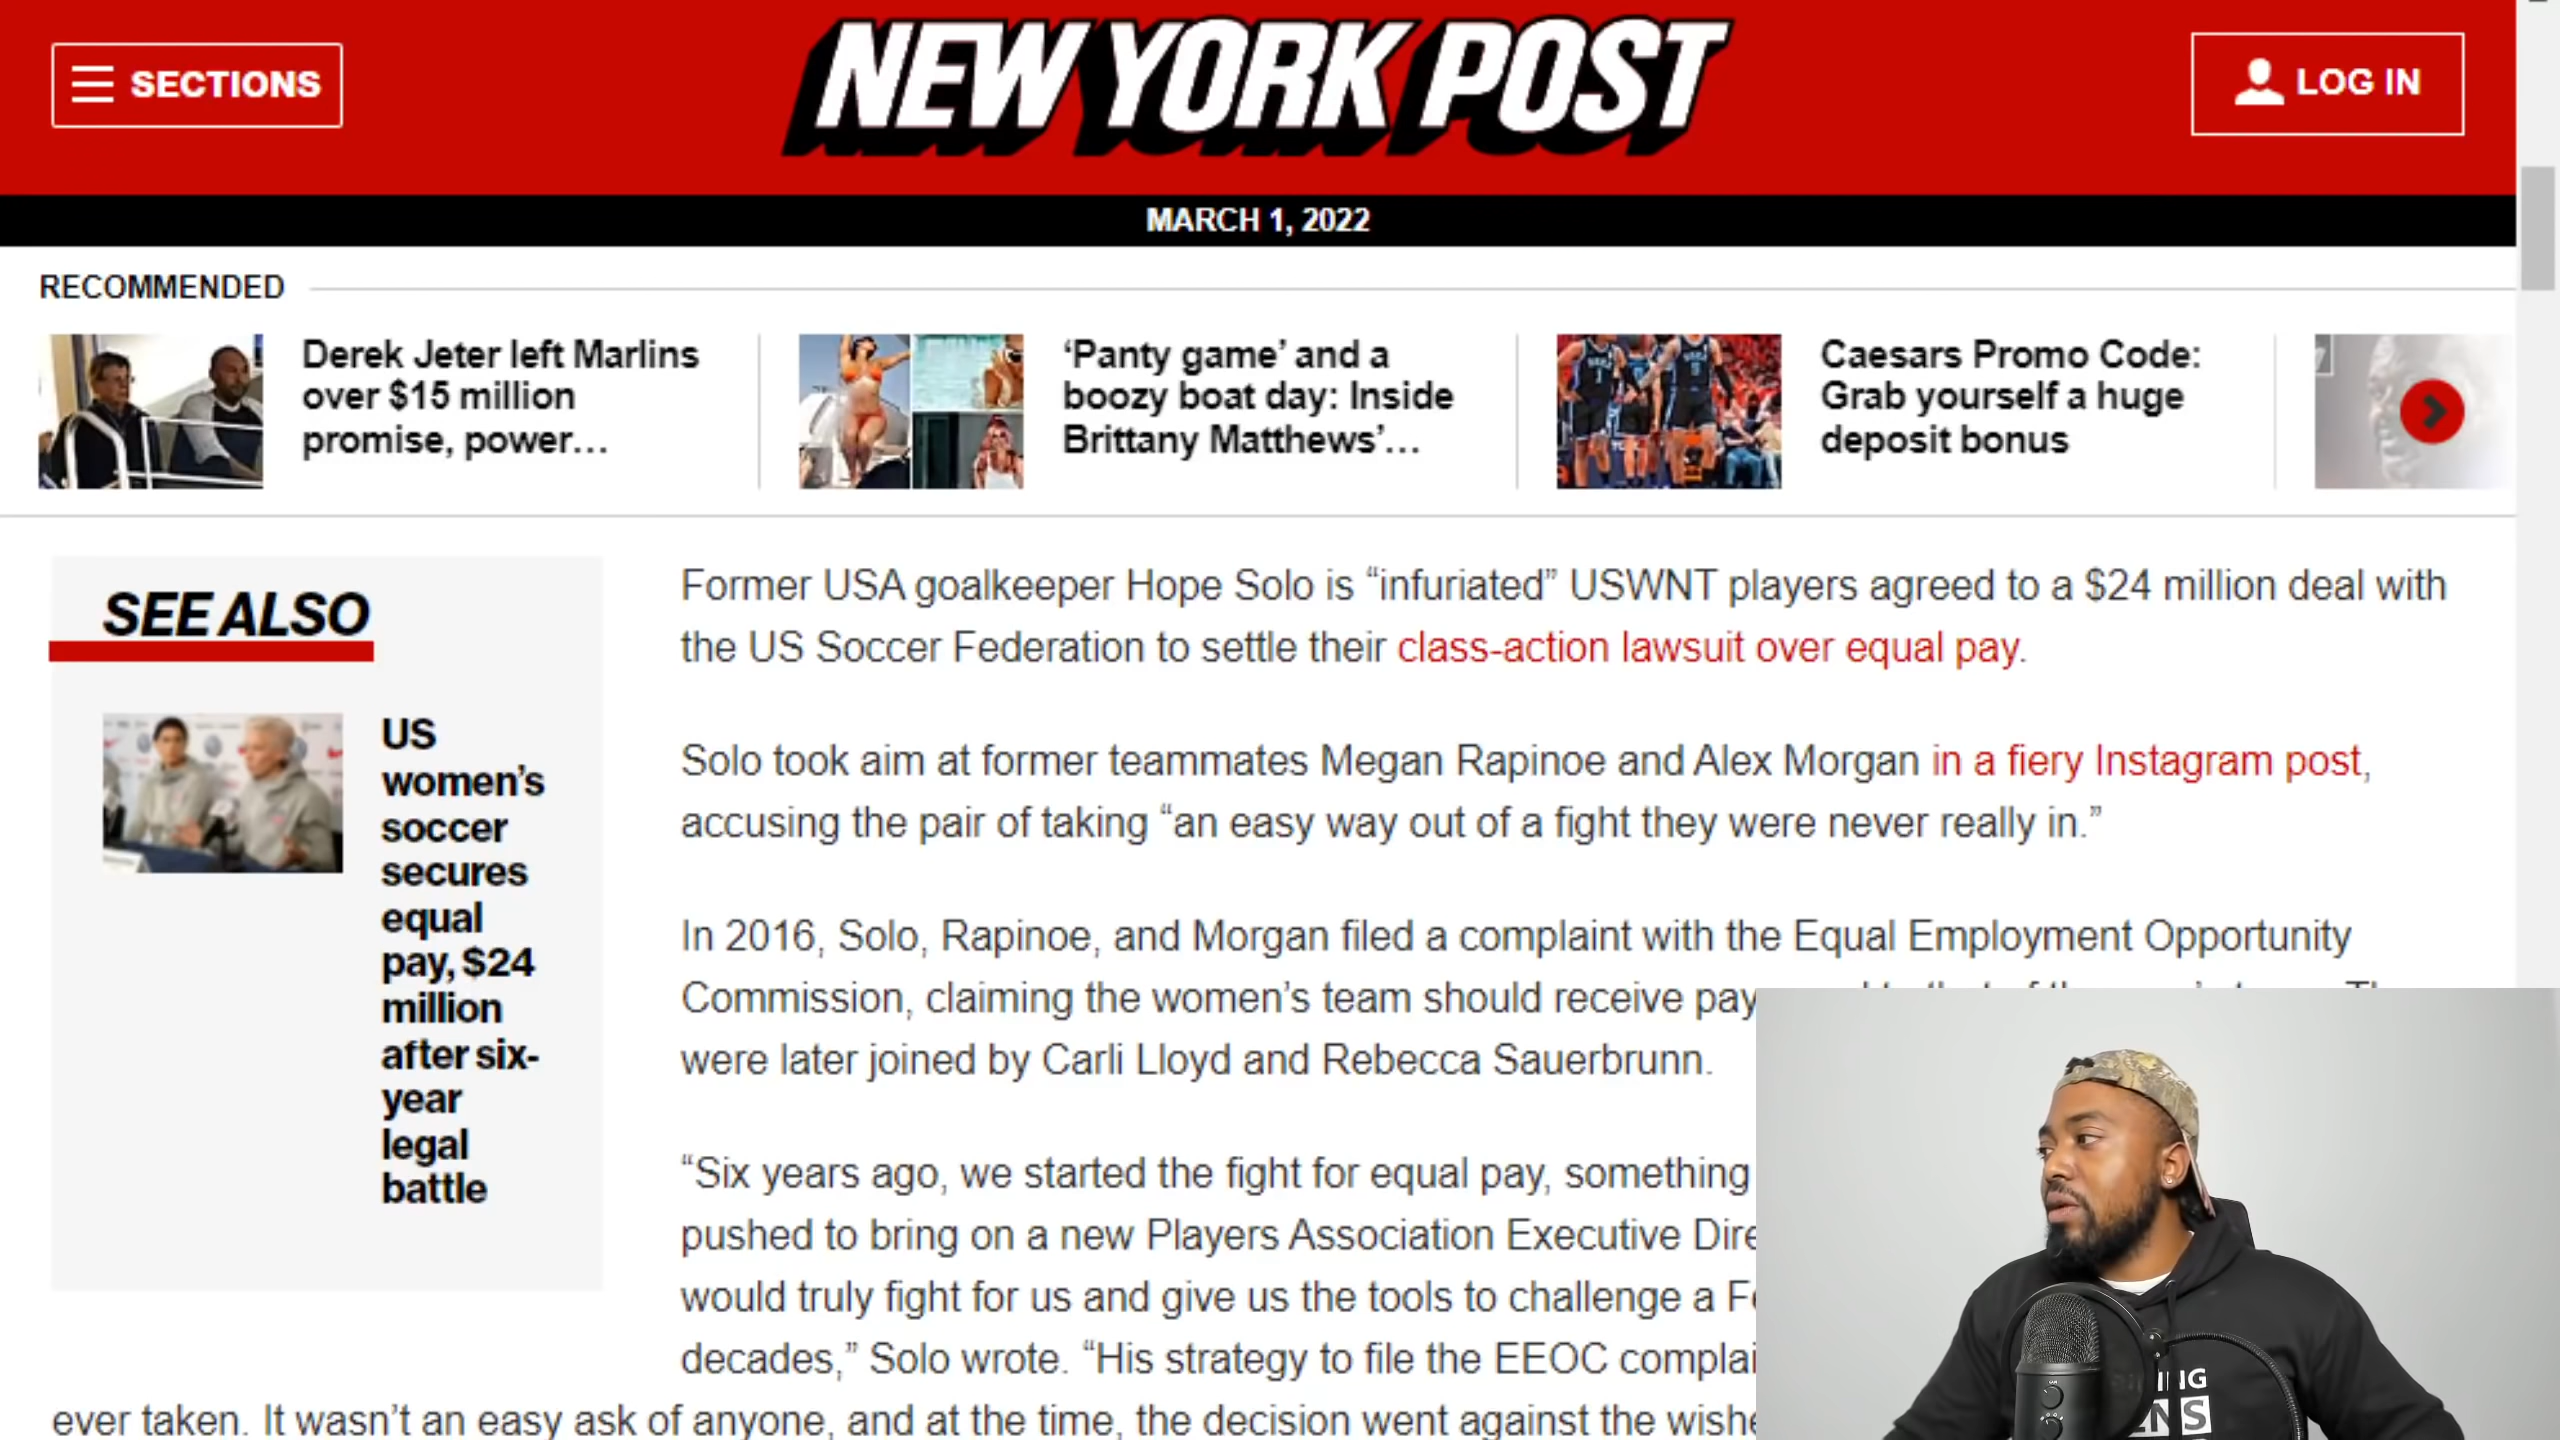 SECTIONS
NEW YORK POST
LOG IN
MARCH 1, 2022
RECOMMENDED
Derek Jeter left Marlins
over $15 million
promise, power...
‘Panty game’ and a
boozy boat day: Inside
Brittany Matthews’...
Caesars Promo Code:
Grab yourself a huge
deposit bonus
SEE ALSO
US
women’s
soccer
secures
equal
pay, $24
million
after six-
year
legal
battle
Former USA goalkeeper Hope Solo is “infuriated” USWNT players agreed to a $24 million deal with
the US Soccer Federation to settle their class-action lawsuit over equal pay.
Solo took aim at former teammates Megan Rapinoe and Alex Morgan in a fiery Instagram post,
accusing the pair of taking “an easy way out of a fight they were never really in.”
In 2016, Solo, Rapinoe, and Morgan filed a complaint with the Equal Employment Opportunity
Commission, claiming the women’s team should receive pay
were later joined by Carli Lloyd and Rebecca Sauerbrunn.
“Six years ago, we started the fight for equal pay, something
pushed to bring on a new Players Association Executive Dire
would truly fight for us and give us the tools to challenge a
decades,” Solo wrote. “His strategy to file the EEOC complai
ever taken. It wasn’t an easy ask of anyone, and at the time, the decision went against the wishe